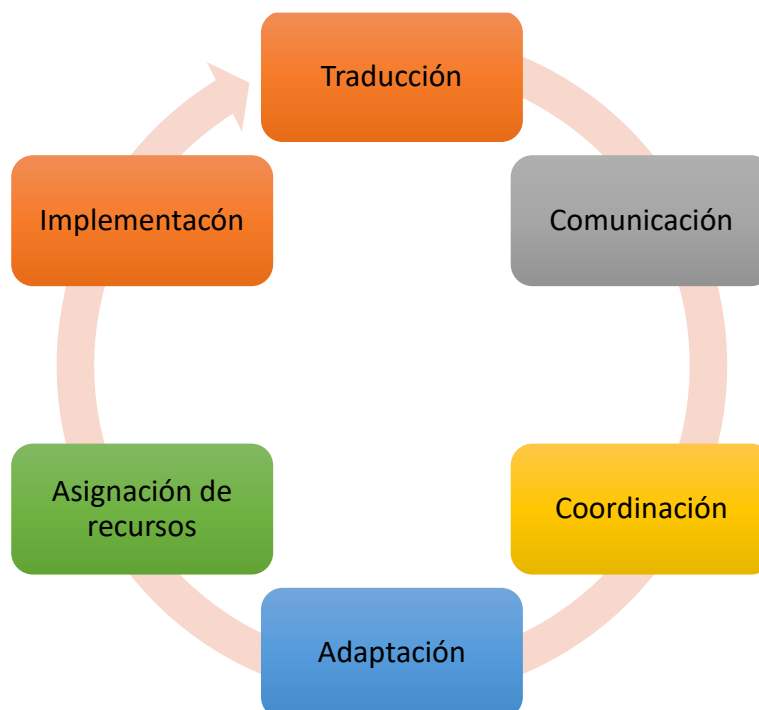 Traducción
Comunicación
Coordinación
Adaptación
Asignación de
recursos
Implementacón